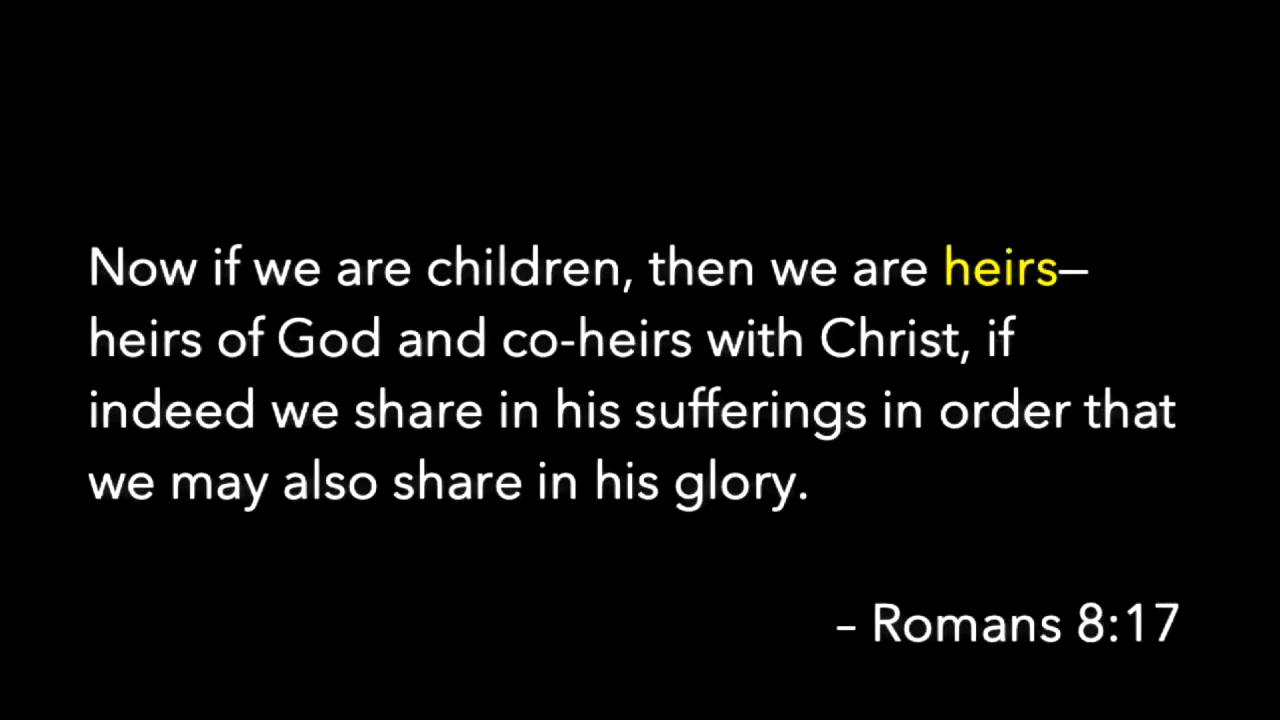 Now if we are children, then we are heirs—
heirs of God and co-heirs with Christ, if
indeed we share in his sufferings in order that
we may also share in his glory.
– Romans 8:17